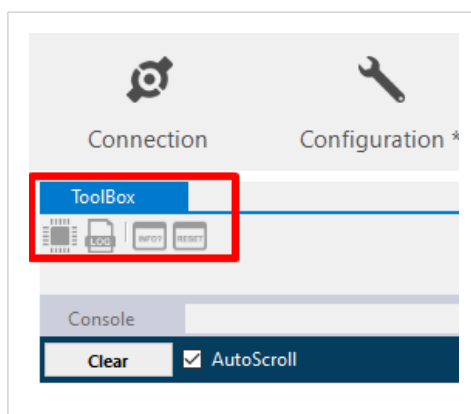 Connection Configuration *
ToolBox
LOG INFO? RESET
Console
Clear AutoScroll